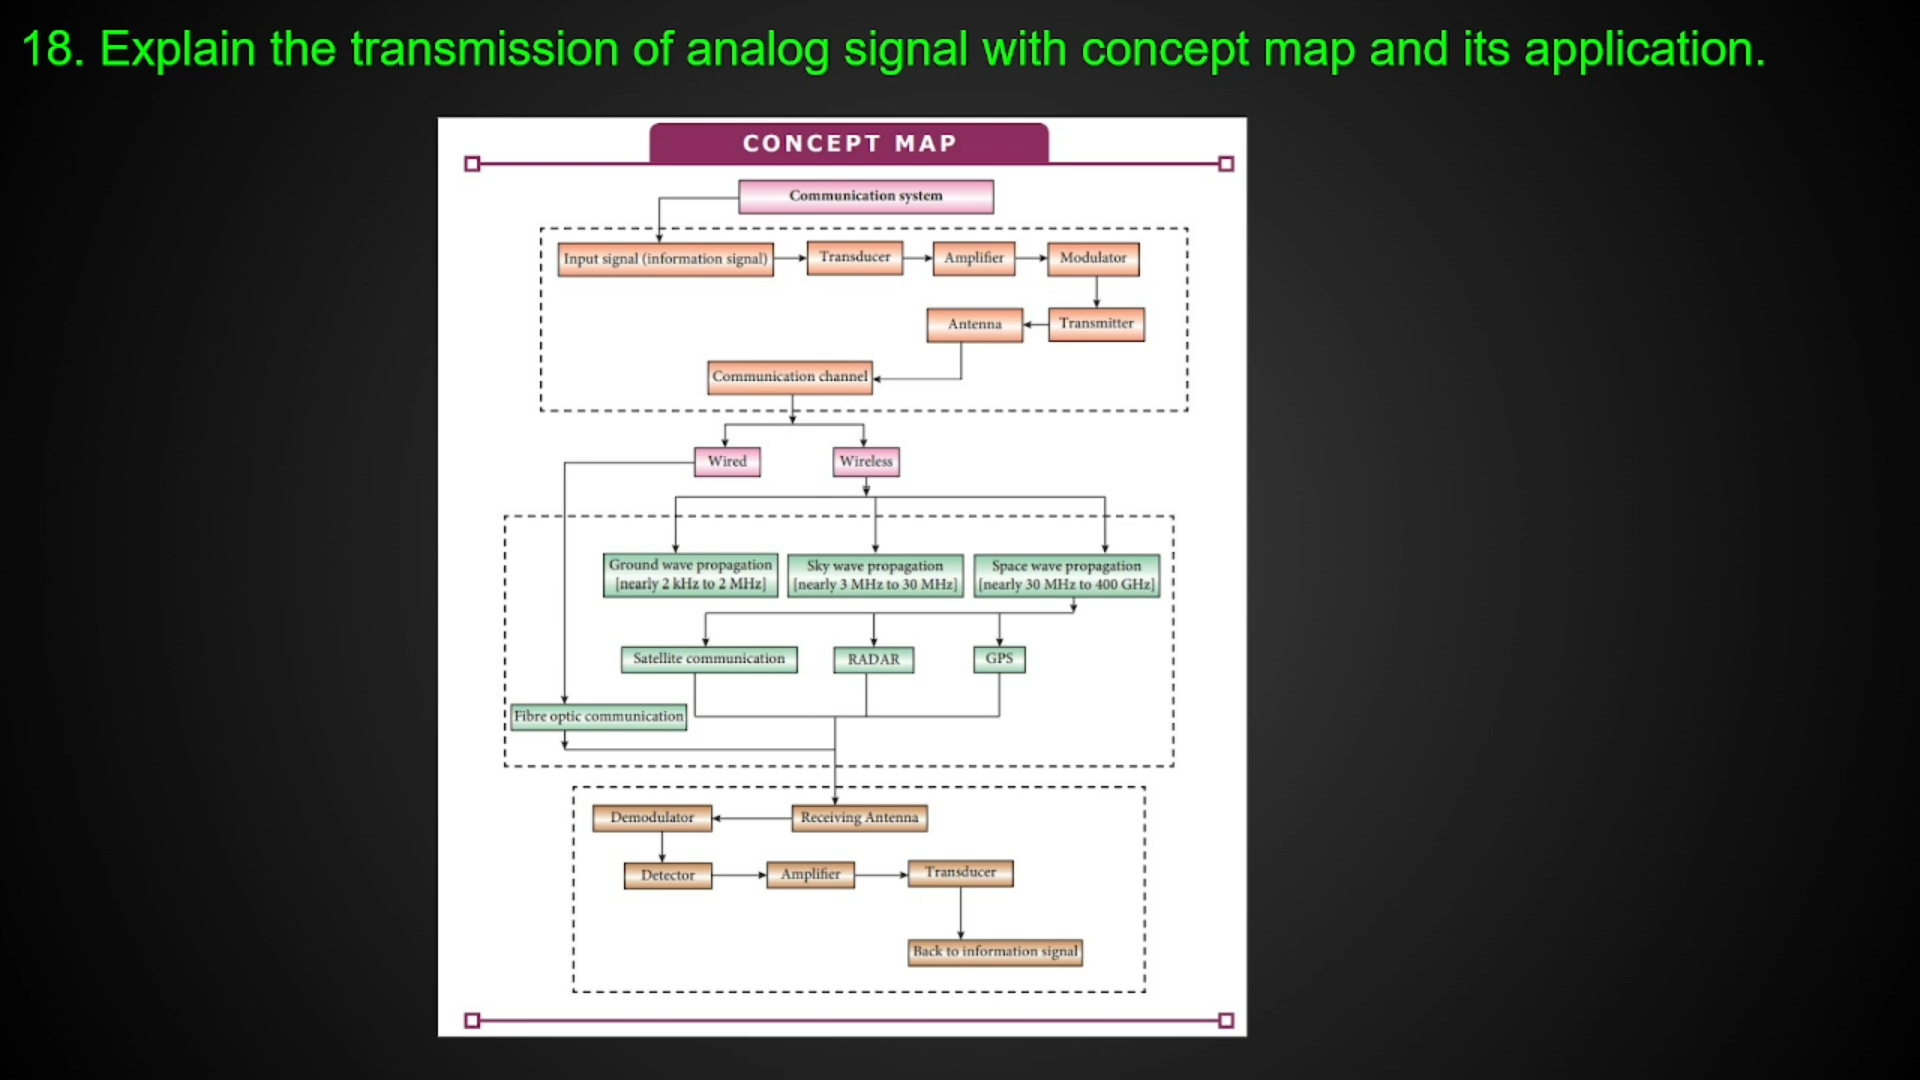 18. Explain the transmission of analog signal with concept map and its application.
CONCEPT MAP
Communication system
Input signal (information signal)
Transducer
Amplifier
Modulator
Antenna
Transmitter
Communication channel
Wired
Wireless
Ground wave propagation
[nearly 2 kHz to 2 MHz]
Sky wave propagation
[nearly 3 MHz to 30 MHz]
Space wave propagation
[nearly 30 MHz to 400 GHz]
Satellite communication
RADAR
GPS
Fibre optic communication
Demodulator
Receiving Antenna
Detector
Amplifier
Transducer
Back to information signal